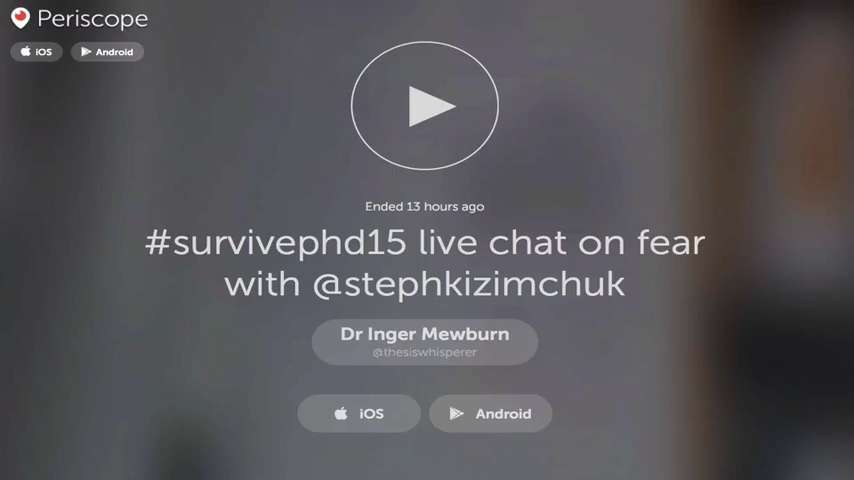 Periscope
iOS
Android
Ended 13 hours ago
#survivephd15 live chat on fear
with @stephkizimchuk
Dr Inger Mewburn
@thesiswhisperer
iOS
Android